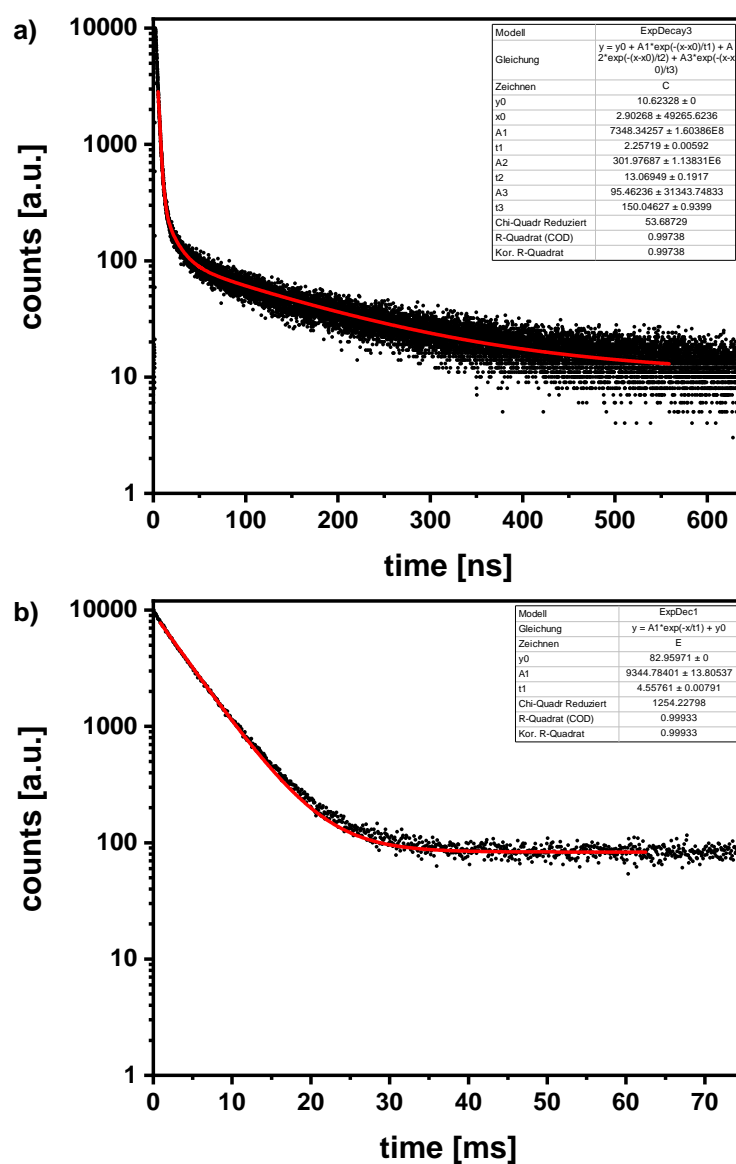 a)
counts [a.u.]
10000
1000
100
10
1
0 100 200 300 400 500 600
time [ns]
Modell ExpDecay3
Gleichung y = y0 + A1*exp(-(x-x0)/t1) + A
2*exp(-(x-x0)/t2) + A3*exp(-(x-x
0)/t3)
Zeichnen C
y0 10.62328 ± 0
x0 2.90268 ± 49265.6236
A1 7348.34257 ± 1.60386E8
t1 2.25719 ± 0.00592
A2 301.97687 ± 1.13831E6
t2 13.06949 ± 0.1917
A3 95.46236 ± 31343.74833
t3 150.04627 ± 0.9399
Chi-Quadr Reduziert 53.68729
R-Quadrat (COD) 0.99738
Kor. R-Quadrat 0.99738
b)
counts [a.u.]
10000
1000
100
10
1
0 10 20 30 40 50 60 70
time [ms]
Modell ExpDec1
Gleichung y = A1*exp(-x/t1) + y0
Zeichnen E
y0 82.95971 ± 0
A1 9344.78401 ± 13.80537
t1 4.55761 ± 0.00791
Chi-Quadr Reduziert 1254.22798
R-Quadrat (COD) 0.99933
Kor. R-Quadrat 0.99933